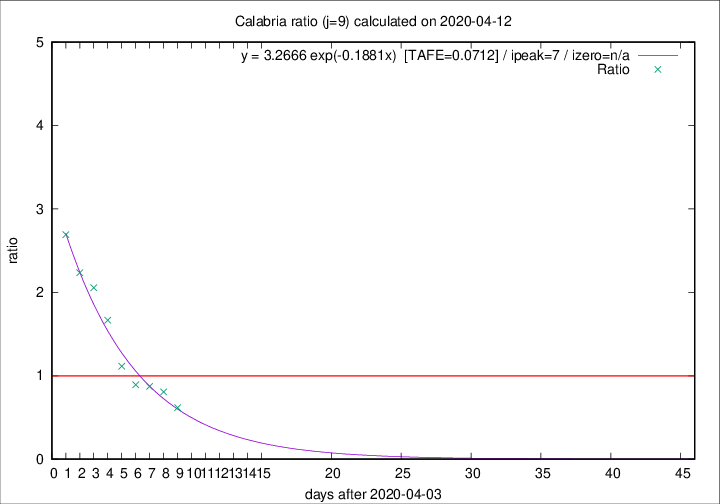 Calabria ratio (j=9) calculated on 2020-04-12
y = 3.2666 exp(-0.1881x)  [TAFE=0.0712] / ipeak=7 / izero=n/a
Ratio
5
4
3
2
1
0
ratio
0 1 2 3 4 5 6 7 8 9 10 11 12 13 14 15 20 25 30 35 40 45
days after 2020-04-03